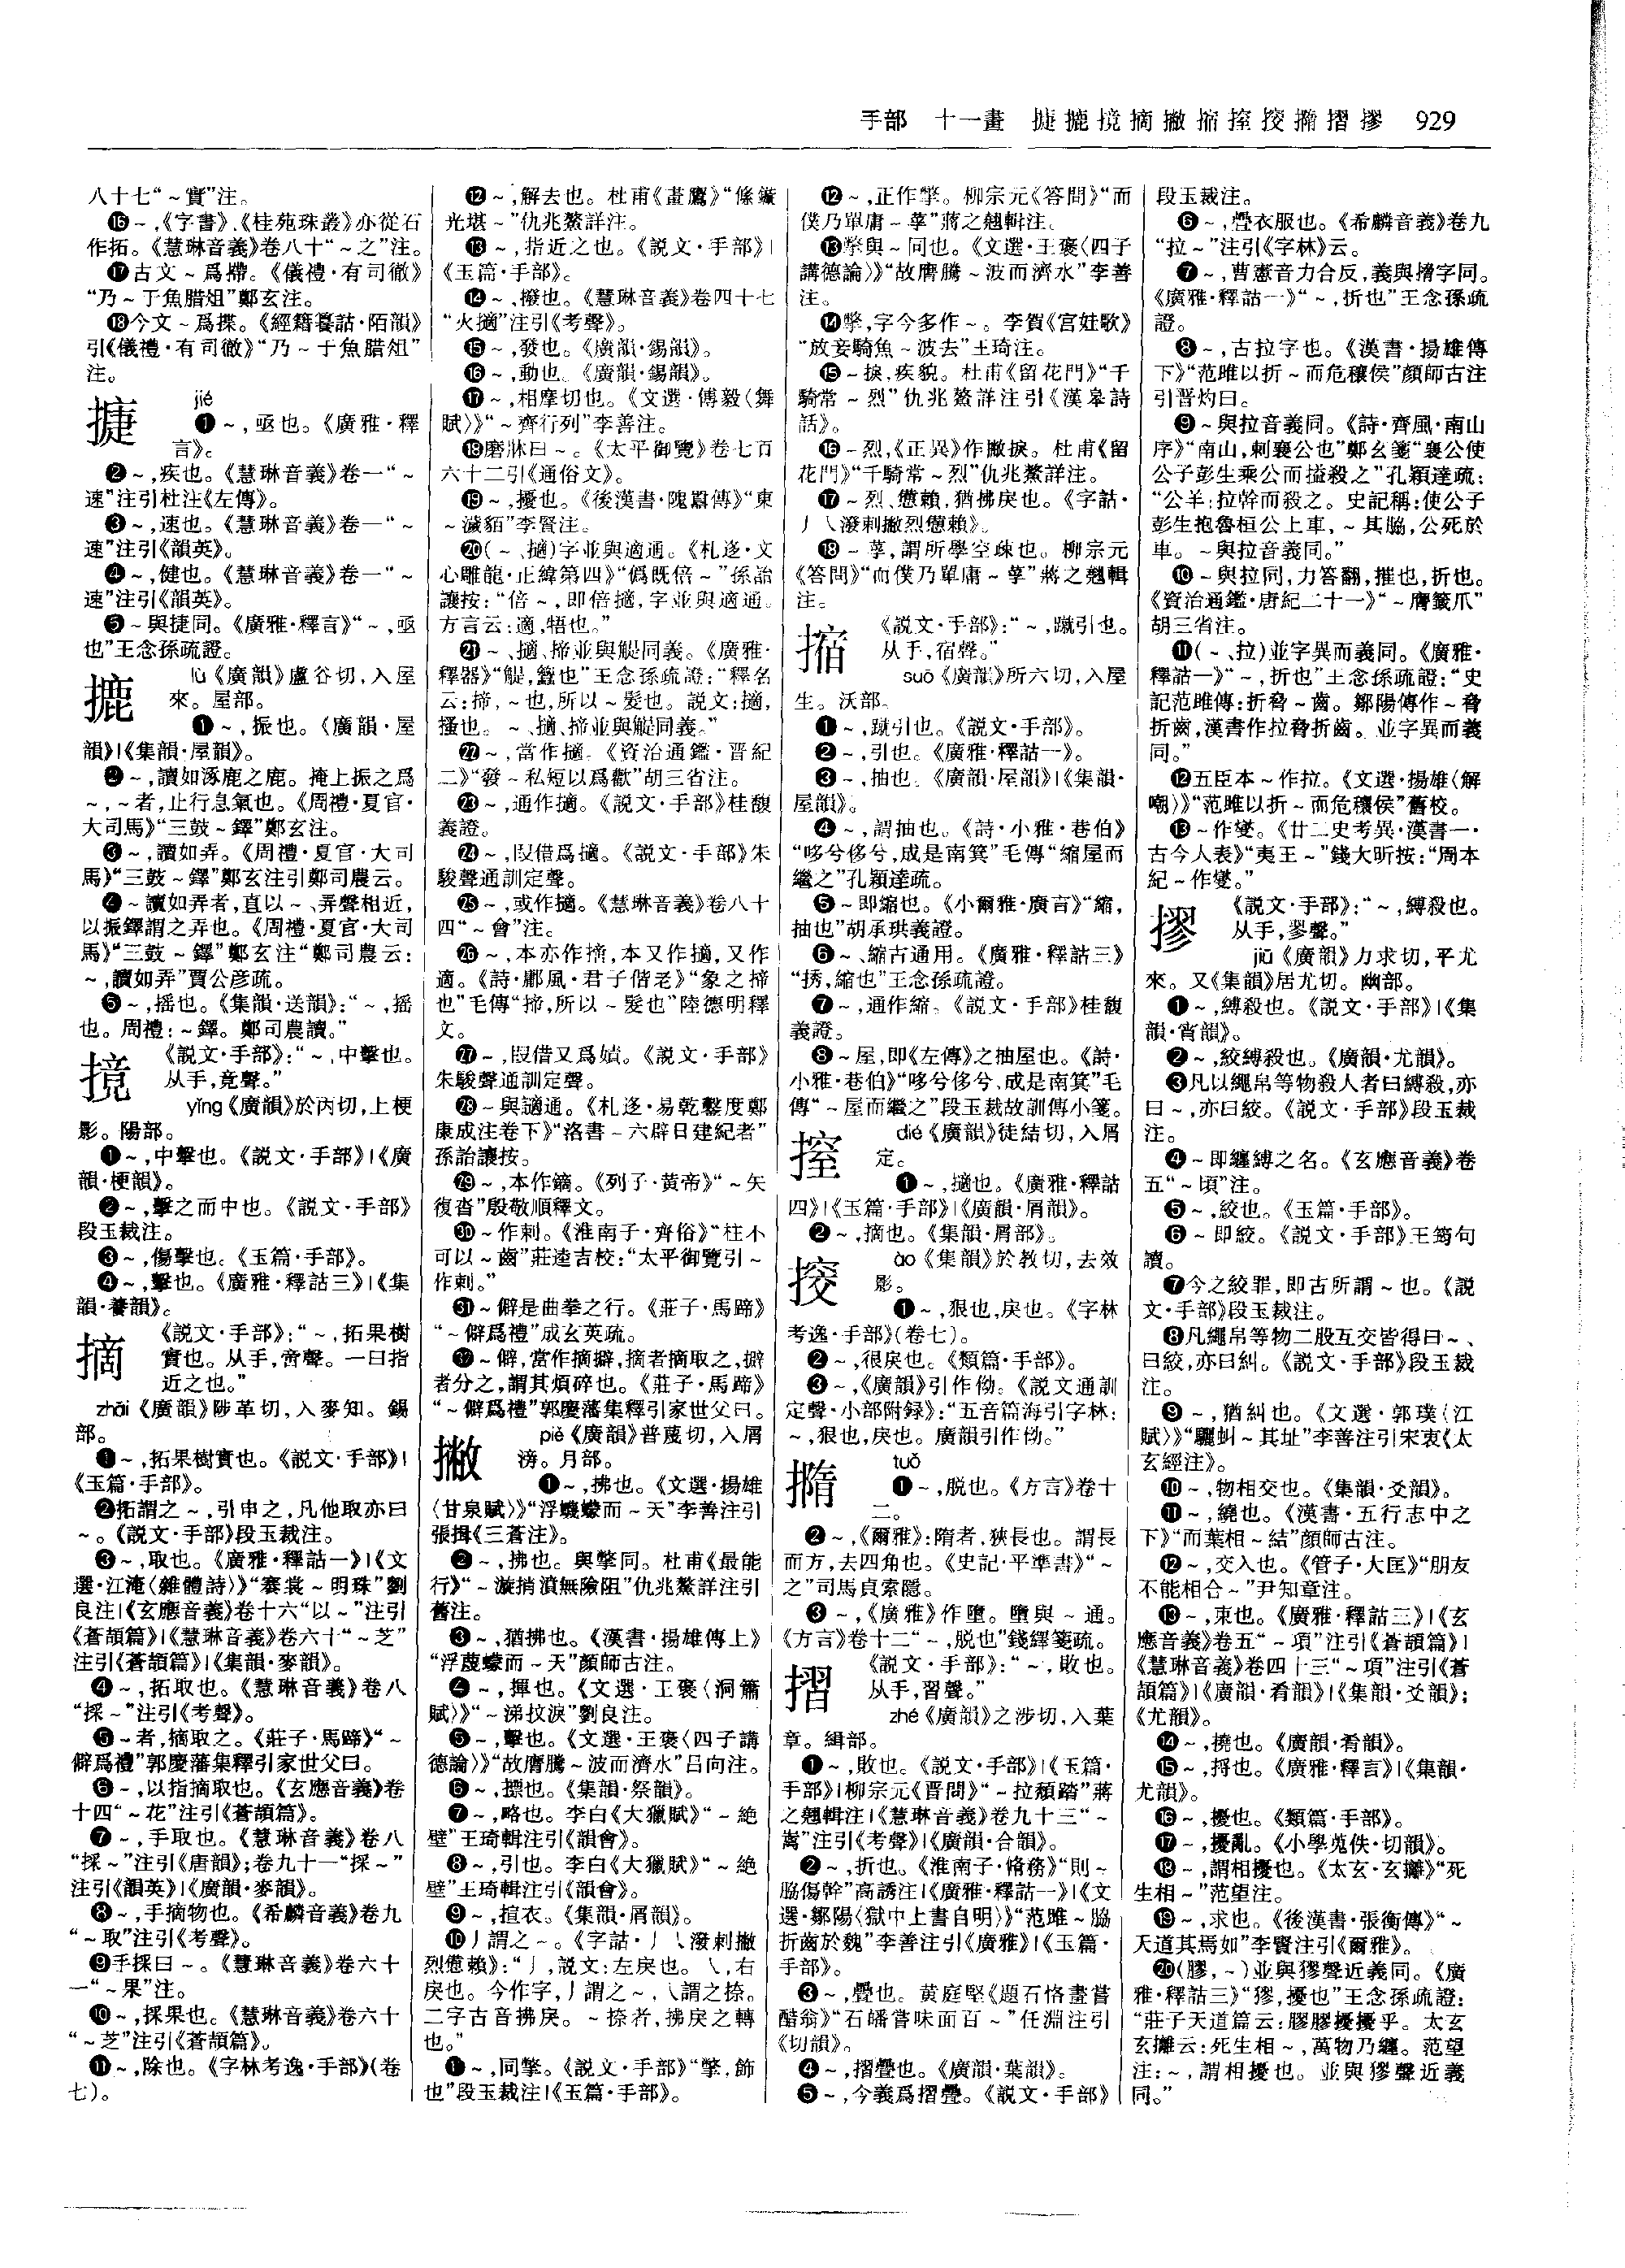 手部　十一畫　㨗摝摬摘撇摍㨖㩽㩻摺摎　929
八十七“～實”注。
⓰～,《字書》、《桂苑珠叢》亦從石
作拓。《慧琳音義》卷八十“～之”注。
⓱古文～爲摕。《儀禮·有司徹》
“乃～于魚腊俎”鄭玄注。
⓲今文～爲揲。《經籍籑詁·陌韻》
引《儀禮·有司徹》“乃～于魚腊俎”
注。
㨗 jié
❶～,亟也。《廣雅·釋
言》。
❷～,疾也。《慧琳音義》卷一“～
速”注引杜注《左傳》。
❸～,速也。《慧琳音義》卷一“～
速”注引《韻英》。
❹～,健也。《慧琳音義》卷一“～
速”注引《韻英》。
❺～與捷同。《廣雅·釋言》“～,亟
也”王念孫疏證。
摝 lù《廣韻》盧谷切,入屋
來。屋部。
❶～,振也。《廣韻·屋
韻》|《集韻·屋韻》。
❷～,讀如涿鹿之鹿。掩上振之爲
～,～者,止行息氣也。《周禮·夏官·
大司馬》“三鼓～鐸”鄭玄注。
❸～,讀如弄。《周禮·夏官·大司
馬》“三鼓～鐸”鄭玄注引鄭司農云。
❹～讀如弄者,直以～、弄聲相近,
以振鐸謂之弄也。《周禮·夏官·大司
馬》“三鼓～鐸”鄭玄注“鄭司農云:
～,讀如弄”賈公彦疏。
❺～,摇也。《集韻·送韻》:“～,摇
也。周禮:～鐸。鄭司農讀。”
摬 《説文·手部》:“～,中擊也。
从手,竟聲。”
yǐng《廣韻》於丙切,上梗
影。陽部。
❶～,中擊也。《説文·手部》|《廣
韻·梗韻》。
❷～,擊之而中也。《説文·手部》
段玉裁注。
❸～,傷擊也。《玉篇·手部》。
❹～,擊也。《廣雅·釋詁三》|《集
韻·養韻》。
摘 《説文·手部》:“～,拓果樹
實也。从手,啻聲。一曰指
近之也。”
zhāi《廣韻》陟革切,入麥知。錫
部。
❶～,拓果樹實也。《説文·手部》|
《玉篇·手部》。
❷拓謂之～,引申之,凡他取亦曰
～。《説文·手部》段玉裁注。
❸～,取也。《廣雅·釋詁一》|《文
選·江淹〈雜體詩〉》“搴裳～明珠”劉
良注|《玄應音義》卷十六“以～”注引
《蒼頡篇》|《慧琳音義》卷六十“～芝”
注引《蒼頡篇》|《集韻·麥韻》。
❹～,拓取也。《慧琳音義》卷八
“採～”注引《考聲》。
❺～者,摘取之。《莊子·馬蹄》“～
僻爲禮”郭慶藩集釋引家世父曰。
❻～,以指摘取也。《玄應音義》卷
十四“～花”注引《蒼頡篇》。
❼～,手取也。《慧琳音義》卷八
“採～”注引《唐韻》;卷九十一“採～”
注引《韻英》|《廣韻·麥韻》。
❽～,手摘物也。《希麟音義》卷九
“～取”注引《考聲》。
❾手採曰～。《慧琳音義》卷六十
一“～果”注。
❿～,採果也。《慧琳音義》卷六十
“～芝”注引《蒼頡篇》。
⓫～,除也。《字林考逸·手部》(卷
七)。
⓬～,解去也。杜甫《畫鷹》“絛鏇
光堪～”仇兆鰲詳注。
⓭～,指近之也。《説文·手部》|
《玉篇·手部》。
⓮～,撥也。《慧琳音義》卷四十七
“火擿”注引《考聲》。
⓯～,發也。《廣韻·錫韻》。
⓰～,動也。《廣韻·錫韻》。
⓱～,相摩切也。《文選·傅毅〈舞
賦〉》“～齊行列”李善注。
⓲磨牀曰～。《太平御覽》卷七百
六十二引《通俗文》。
⓳～,擾也。《後漢書·隗囂傳》“東
～濊貊”李賢注。
⓴(～、擿)字並與適通。《札迻·文
心雕龍·正緯第四》“僞既倍～”孫詒
讓按:“倍～,即倍擿,字並與適通。
方言云:適,牾也。”
㉑～、擿、揥並與鯷同義。《廣雅·
釋器》“鯷,籤也”王念孫疏證:“釋名
云:揥,～也,所以～髮也。説文:擿,
搔也。～、擿、揥並與鯷同義。”
㉒～,當作擿。《資治通鑑·晋紀
二》“發～私短以爲歡”胡三省注。
㉓～,通作擿。《説文·手部》桂馥
義證。
㉔～,叚借爲擿。《説文·手部》朱
駿聲通訓定聲。
㉕～,或作擿。《慧琳音義》卷八十
四“～會”注。
㉖～,本亦作揥,本又作擿,又作
適。《詩·鄘風·君子偕老》“象之揥
也”毛傳“揥,所以～髮也”陸德明釋
文。
㉗～,叚借又爲嫧。《説文·手部》
朱駿聲通訓定聲。
㉘～與讁通。《札迻·易乾鑿度鄭
康成注卷下》“洛書～六辟日建紀者”
孫詒讓按。
㉙～,本作鏑。《列子·黄帝》“～矢
復沓”殷敬順釋文。
㉚～作刺。《淮南子·齊俗》“柱不
可以～齒”莊逵吉校:“太平御覽引～
作刺。”
㉛～僻是曲拳之行。《莊子·馬蹄》
“～僻爲禮”成玄英疏。
㉜～僻,當作摘擗,摘者摘取之,擗
者分之,謂其煩碎也。《莊子·馬蹄》
“～僻爲禮”郭慶藩集釋引家世父曰。
撇 piě《廣韻》普蔑切,入屑
滂。月部。
❶～,拂也。《文選·揚雄
〈甘泉賦〉》“浮蠛蠓而～天”李善注引
張揖《三蒼注》。
❷～,拂也。與擎同。杜甫《最能
行》“～漩捎濆無險阻”仇兆鰲詳注引
舊注。
❸～,猶拂也。《漢書·揚雄傳上》
“浮蔑蠓而～天”顔師古注。
❹～,揮也。《文選·王褒〈洞簫
賦〉》“～涕抆淚”劉良注。
❺～,擊也。《文選·王褒〈四子講
德論〉》“故膺騰～波而濟水”吕向注。
❻～,摽也。《集韻·祭韻》。
❼～,略也。李白《大獵賦》“～絶
壁”王琦輯注引《韻會》。
❽～,引也。李白《大獵賦》“～絶
壁”王琦輯注引《韻會》。
❾～,揎衣。《集韻·屑韻》。
❿丿謂之～。《字詁·丿乀潑剌撇
烈憊賴》:“丿,説文:左戾也。乀,右
戾也。今作字,丿謂之～,乀謂之捺。
二字古音拂戾。～捺者,拂戾之轉
也。”
⓫～,同擎。《説文·手部》“擎,飾
也”段玉裁注|《玉篇·手部》。
⓬～,正作擎。柳宗元《答問》“而
僕乃單庸～莩”蔣之翹輯注。
⓭擎與～同也。《文選·王褒〈四子
講德論〉》“故膺騰～波而濟水”李善
注。
⓮擎,字今多作～。李賀《宫娃歌》
“放妾騎魚～波去”王琦注。
⓯～捩,疾貌。杜甫《留花門》“千
騎常～烈”仇兆鰲詳注引《漢皋詩
話》。
⓰～烈,《正異》作撇捩。杜甫《留
花門》“千騎常～烈”仇兆鰲詳注。
⓱～烈、憊賴,猶拂戾也。《字詁·
丿乀潑剌撇烈憊賴》。
⓲～莩,謂所學空疎也。柳宗元
《答問》“而僕乃單庸～莩”蔣之翹輯
注。
摍 《説文·手部》:“～,蹴引也。
从手,宿聲。”
suō《廣韻》所六切,入屋
生。沃部。
❶～,蹴引也。《説文·手部》。
❷～,引也。《廣雅·釋詁一》。
❸～,抽也。《廣韻·屋韻》|《集韻·
屋韻》。
❹～,謂抽也。《詩·小雅·巷伯》
“哆兮侈兮,成是南箕”毛傳“縮屋而
繼之”孔穎達疏。
❺～即縮也。《小爾雅·廣言》“縮,
抽也”胡承珙義證。
❻～、縮古通用。《廣雅·釋詁三》
“㧥,縮也”王念孫疏證。
❼～,通作縮。《説文·手部》桂馥
義證。
❽～屋,即《左傳》之抽屋也。《詩·
小雅·巷伯》“哆兮侈兮,成是南箕”毛
傳“～屋而繼之”段玉裁故訓傳小箋。
㨖 dié《廣韻》徒結切,入屑
定。
❶～,擿也。《廣雅·釋詁
四》|《玉篇·手部》|《廣韻·屑韻》。
❷～,摘也。《集韻·屑部》。
ào《集韻》於教切,去效
影。
❶～,狠也,戾也。《字林
考逸·手部》(卷七)。
❷～,很戾也。《類篇·手部》。
❸～,《廣韻》引作㑃。《説文通訓
定聲·小部附録》:“五音篇海引字林:
～,狠也,戾也。廣韻引作㑃。”
tuǒ
❶～,脱也。《方言》卷十
二。
❷～,《爾雅》:隋者,狹長也。謂長
而方,去四角也。《史記·平準書》“～
之”司馬貞索隱。
❸～,《廣雅》作墮。墮與～通。
《方言》卷十二“～,脱也”錢繹箋疏。
摺 《説文·手部》:“～,敗也。
从手,習聲。”
zhé《廣韻》之涉切,入葉
章。緝部。
❶～,敗也。《説文·手部》|《玉篇·
手部》|柳宗元《晋問》“～拉頽踏”蔣
之翹輯注|《慧琳音義》卷九十三“～
嵩”注引《考聲》|《廣韻·合韻》。
❷～,折也。《淮南子·脩務》“則～
脇傷幹”高誘注|《廣雅·釋詁一》|《文
選·鄒陽〈獄中上書自明〉》“范雎～脇
折齒於魏”李善注引《廣雅》|《玉篇·
手部》。
❸～,疊也。黄庭堅《題石恪畫嘗
醋翁》“石皤嘗味面百～”任淵注引
《切韻》。
❹～,摺疊也。《廣韻·葉韻》。
❺～,今義爲摺疊。《説文·手部》
段玉裁注。
❻～,疊衣服也。《希麟音義》卷九
“拉～”注引《字林》云。
❼～,曹憲音力合反,義與搚字同。
《廣雅·釋詁一》“～,折也”王念孫疏
證。
❽～,古拉字也。《漢書·揚雄傳
下》“范雎以折～而危穰侯”顔師古注
引晋灼曰。
❾～與拉音義同。《詩·齊風·南山
序》“南山,刺襄公也”鄭玄箋“襄公使
公子彭生乘公而搤殺之”孔穎達疏:
“公羊:拉幹而殺之。史記稱:使公子
彭生抱魯桓公上車,～其脇,公死於
車。～與拉音義同。”
❿～與拉同,力答翻,摧也,折也。
《資治通鑑·唐紀二十一》“～膺籤爪”
胡三省注。
⓫(～、拉)並字異而義同。《廣雅·
釋詁一》“～,折也”王念孫疏證:“史
記范雎傳:折脅～齒。鄒陽傳作～脅
折齒,漢書作拉脅折齒。並字異而義
同。”
⓬五臣本～作拉。《文選·揚雄〈解
嘲〉》“范雎以折～而危穰侯”舊校。
⓭～作燮。《廿二史考異·漢書一·
古今人表》“夷王～”錢大昕按:“周本
紀～作燮。”
摎 《説文·手部》:“～,縛殺也。
从手,翏聲。”
jiū《廣韻》力求切,平尤
來。又《集韻》居尤切。幽部。
❶～,縛殺也。《説文·手部》|《集
韻·宵韻》。
❷～,絞縛殺也。《廣韻·尤韻》。
❸凡以繩帛等物殺人者曰縛殺,亦
曰～,亦曰絞。《説文·手部》段玉裁
注。
❹～即纏縛之名。《玄應音義》卷
五“～項”注。
❺～,絞也。《玉篇·手部》。
❻～即絞。《説文·手部》王筠句
讀。
❼今之絞罪,即古所謂～也。《説
文·手部》段玉裁注。
❽凡繩帛等物二股互交皆得曰～、
曰絞,亦曰糾。《説文·手部》段玉裁
注。
❾～,猶糾也。《文選·郭璞〈江
賦〉》“驪虯～其址”李善注引宋衷《太
玄經注》。
❿～,物相交也。《集韻·爻韻》。
⓫～,繞也。《漢書·五行志中之
下》“而葉相～結”顔師古注。
⓬～,交入也。《管子·大匡》“朋友
不能相合～”尹知章注。
⓭～,束也。《廣雅·釋詁三》|《玄
應音義》卷五“～項”注引《蒼頡篇》|
《慧琳音義》卷四十三“～項”注引《蒼
頡篇》|《廣韻·肴韻》|《集韻·爻韻》;
《尤韻》。
⓮～,撓也。《廣韻·肴韻》。
⓯～,捋也。《廣雅·釋言》|《集韻·
尤韻》。
⓰～,擾也。《類篇·手部》。
⓱～,擾亂。《小學蒐佚·切韻》。
⓲～,謂相擾也。《太玄·玄攡》“死
生相～”范望注。
⓳～,求也。《後漢書·張衡傳》“～
天道其焉如”李賢注引《爾雅》。
⓴(膠,～)並與摎聲近義同。《廣
雅·釋詁三》“摎,擾也”王念孫疏證:
“莊子天道篇云:膠膠擾擾乎。太玄
玄攡云:死生相～,萬物乃纏。范望
注:～,謂相擾也。並與摎聲近義
同。”